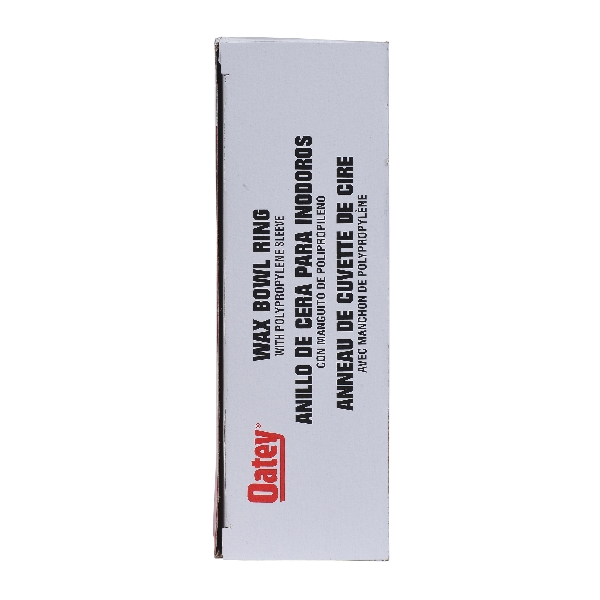 Oatey®
WAX BOWL RING
WITH POLYPROPYLENE SLEEVE
ANILLO DE CERA PARA INODOROS
CON MANGUITO DE POLIPROPILENO
ANNEAU DE CUVETTE DE CIRE
AVEC MANCHON DE POLYPROPYLÈNE